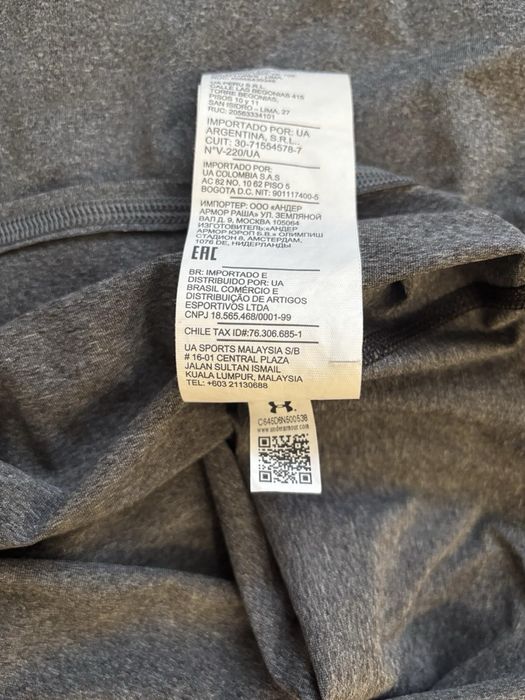 UA PERU S.R.L.
CALLE LAS BEGONIAS 415
TORRE BEGONIAS,
PISOS 10 y 11
SAN ISIDRO - LIMA, 27
RUC: 20563334101
IMPORTADO POR: UA
ARGENTINA, S.R.L..
CUIT: 30-71554578-7
N°V-220/UA
IMPORTADO POR:
UA COLOMBIA S.A.S
AC 82 NO. 10 62 PISO 5
BOGOTA D.C. NIT: 901117400-5
ИМПОРТЕР: ООО «АНДЕР
АРМОР РАША» УЛ. ЗЕМЛЯНОЙ
ВАЛ Д. 9, МОСКВА 105064
ИЗГОТОВИТЕЛЬ:«АНДЕР
АРМОР ЮРОП Б.В.» ОЛИМПИШ
СТАДИОН 8, АМСТЕРДАМ,
1076 DE, НИДЕРЛАНДЫ
EAC
BR: IMPORTADO E
DISTRIBUIDO POR: UA
BRASIL COMÉRCIO E
DISTRIBUIÇÃO DE ARTIGOS
ESPORTIVOS LTDA
CNPJ 18.565.468/0001-99
CHILE TAX ID#:76.306.685-1
UA SPORTS MALAYSIA S/B
# 16-01 CENTRAL PLAZA
JALAN SULTAN ISMAIL
KUALA LUMPUR, MALAYSIA
TEL: +603 21130688
C645D8N500538
www.underarmour.com